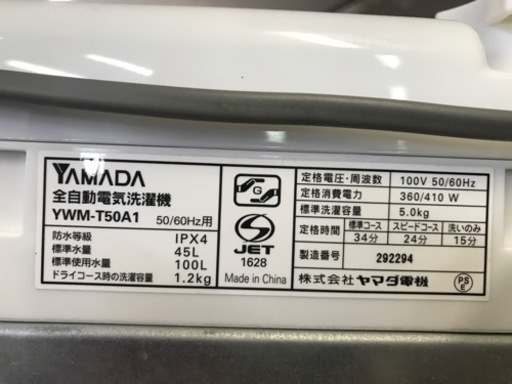 YAMADA
全自動電気洗濯機
YWM-T50A1 50/60Hz用
防水等級 IPX4
標準水量 45L
標準使用水量 100L
ドライコース時の洗濯容量 1.2kg
G
JET
1628
Made in China
定格電圧・周波数 100V 50/60Hz
定格消費電力 360/410 W
標準洗濯容量 5.0kg
定格時間 標準コース スピードコース 洗いのみ
34分 24分 15分
製造番号 292294
株式会社 ヤマダ電機
PS
E